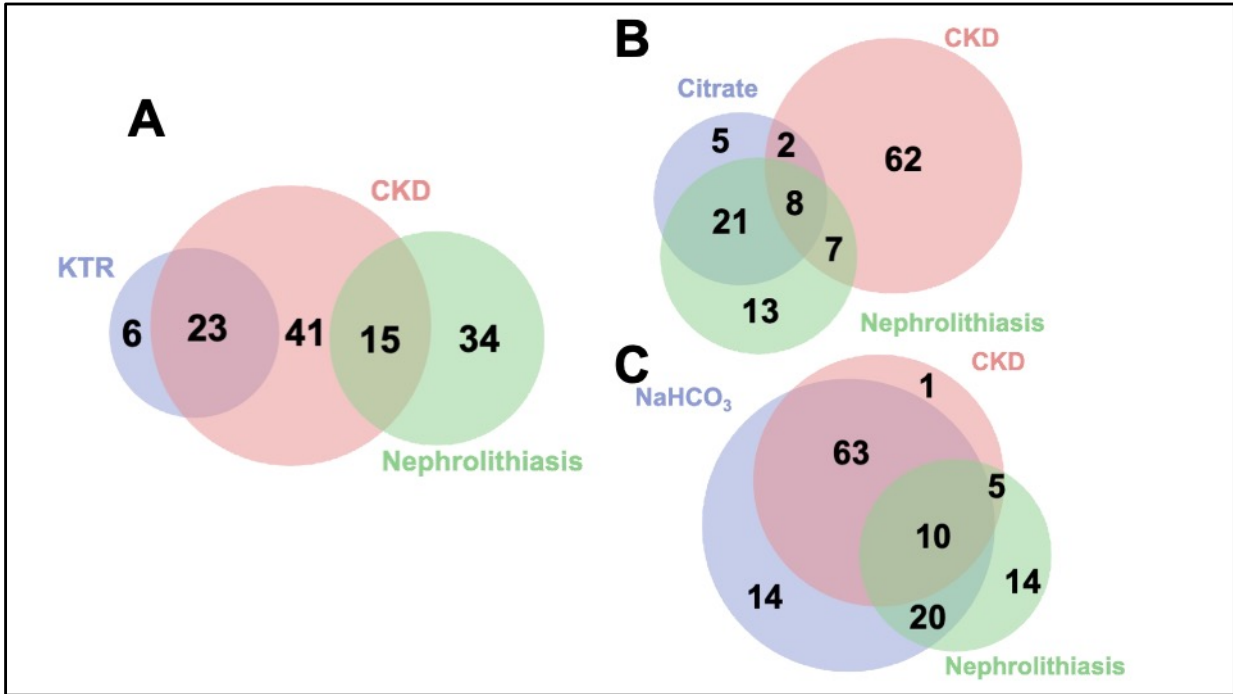 A
KTR
CKD
6
23
41
15
34
Nephrolithiasis
B
Citrate
CKD
5
2
62
8
21
7
13
Nephrolithiasis
C
NaHCO₃
CKD
1
63
5
10
14
14
20
Nephrolithiasis